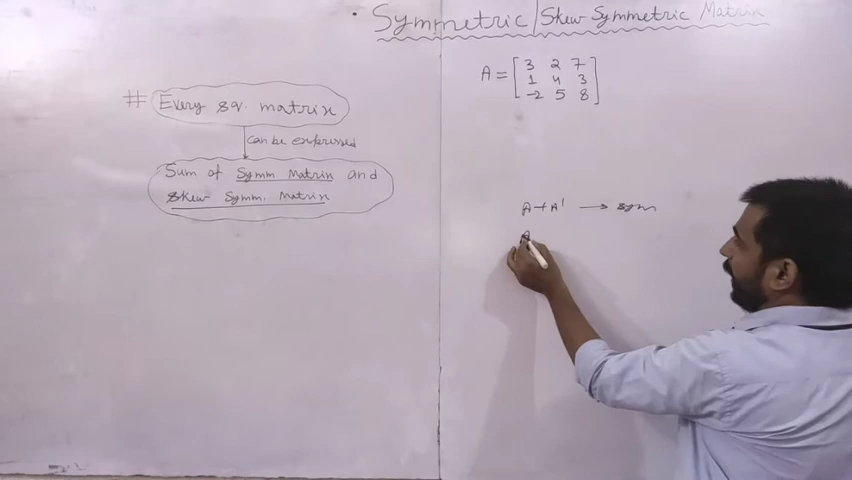 Symmetric / Skew Symmetric Matrix
# Every sq. matrix
can be expressed
Sum of Symm Matrix and
Skew Symm. Matrix
A = [ 3 2 7
1 4 3
-2 5 8 ]
A + A' → sym
A